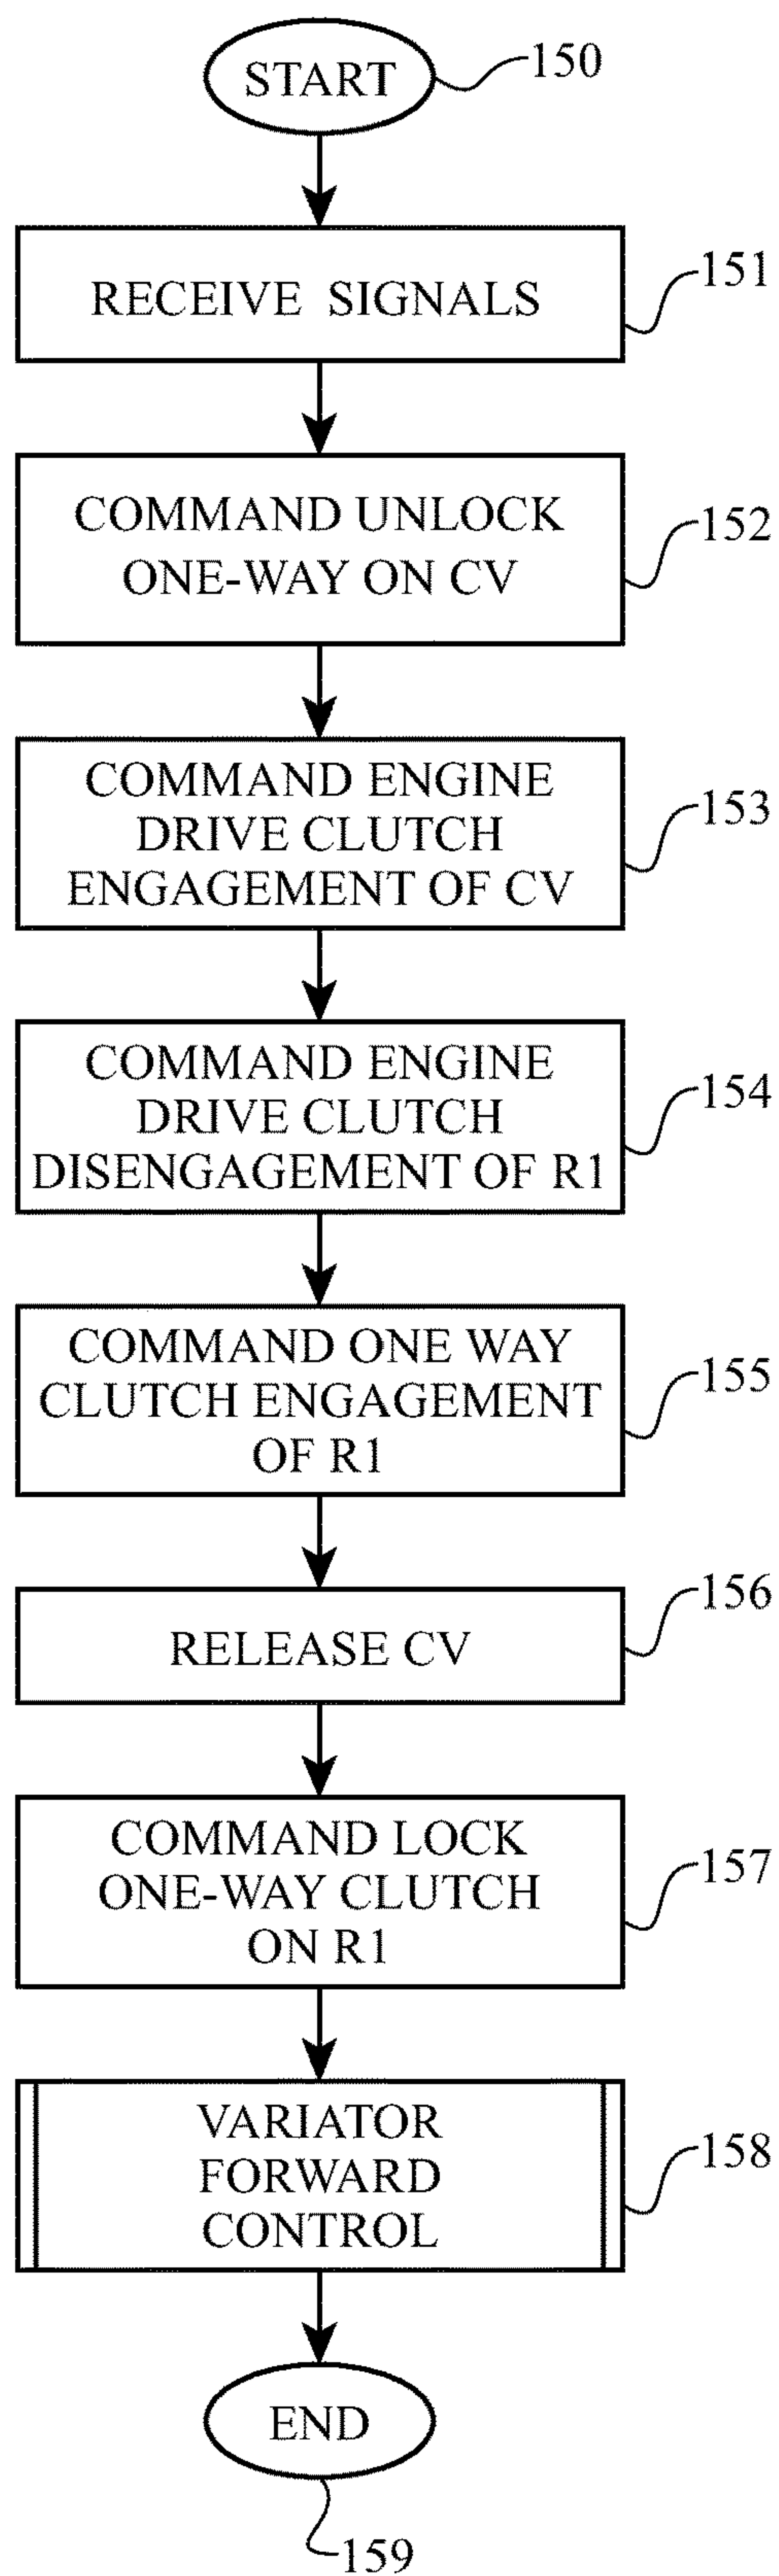 START
150
RECEIVE SIGNALS
151
COMMAND UNLOCK
ONE-WAY ON CV
152
COMMAND ENGINE
DRIVE CLUTCH
ENGAGEMENT OF CV
153
COMMAND ENGINE
DRIVE CLUTCH
DISENGAGEMENT OF R1
154
COMMAND ONE WAY
CLUTCH ENGAGEMENT
OF R1
155
RELEASE CV
156
COMMAND LOCK
ONE-WAY CLUTCH
ON R1
157
VARIATOR
FORWARD
CONTROL
158
END
159